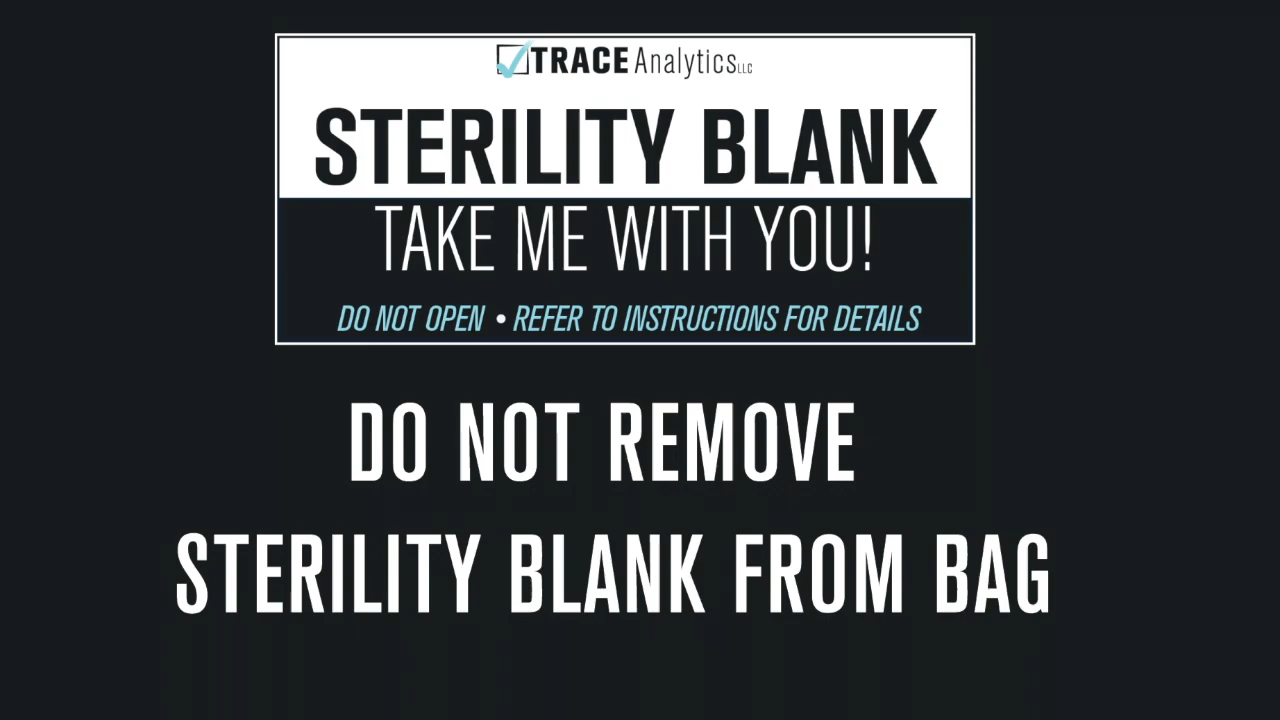 TRACE Analytics LLC
STERILITY BLANK
TAKE ME WITH YOU!
DO NOT OPEN • REFER TO INSTRUCTIONS FOR DETAILS
DO NOT REMOVE
STERILITY BLANK FROM BAG